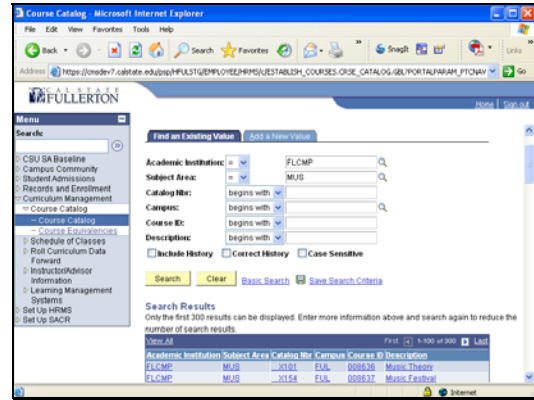 Course Catalog - Microsoft Internet Explorer
File Edit View Favorites Tools Help
Back Search Favorites SnagIt Links
Address https://cmsdev7.calstate.edu/psp/HFULSTG/EMPLOYEE/HRMS/c/ESTABLISH_COURSES.CRSE_CATALOG.GBL?PORTALPARAM_PTCNAV Go
CAL STATE
FULLERTON
Home Sign out
Menu
Search:
CSU SA Baseline
Campus Community
Student Admissions
Records and Enrollment
Curriculum Management
Course Catalog
– Course Catalog
– Course Equivalencies
Schedule of Classes
Roll Curriculum Data
Forward
Instructor/Advisor
Information
Learning Management
Systems
Set Up HRMS
Set Up SACR
Find an Existing Value Add a New Value
Academic Institution: = FLCMP
Subject Area: = MUS
Catalog Nbr: begins with
Campus: begins with
Course ID: begins with
Description: begins with
Include History Correct History Case Sensitive
Search Clear Basic Search Save Search Criteria
Search Results
Only the first 300 results can be displayed. Enter more information above and search again to reduce the
number of search results.
View All First 1-100 of 300 Last
Academic Institution Subject Area Catalog Nbr Campus Course ID Description
FLCMP MUS X101 FUL 008636 Music Theory
FLCMP MUS X154 FUL 008637 Music Festival
Internet